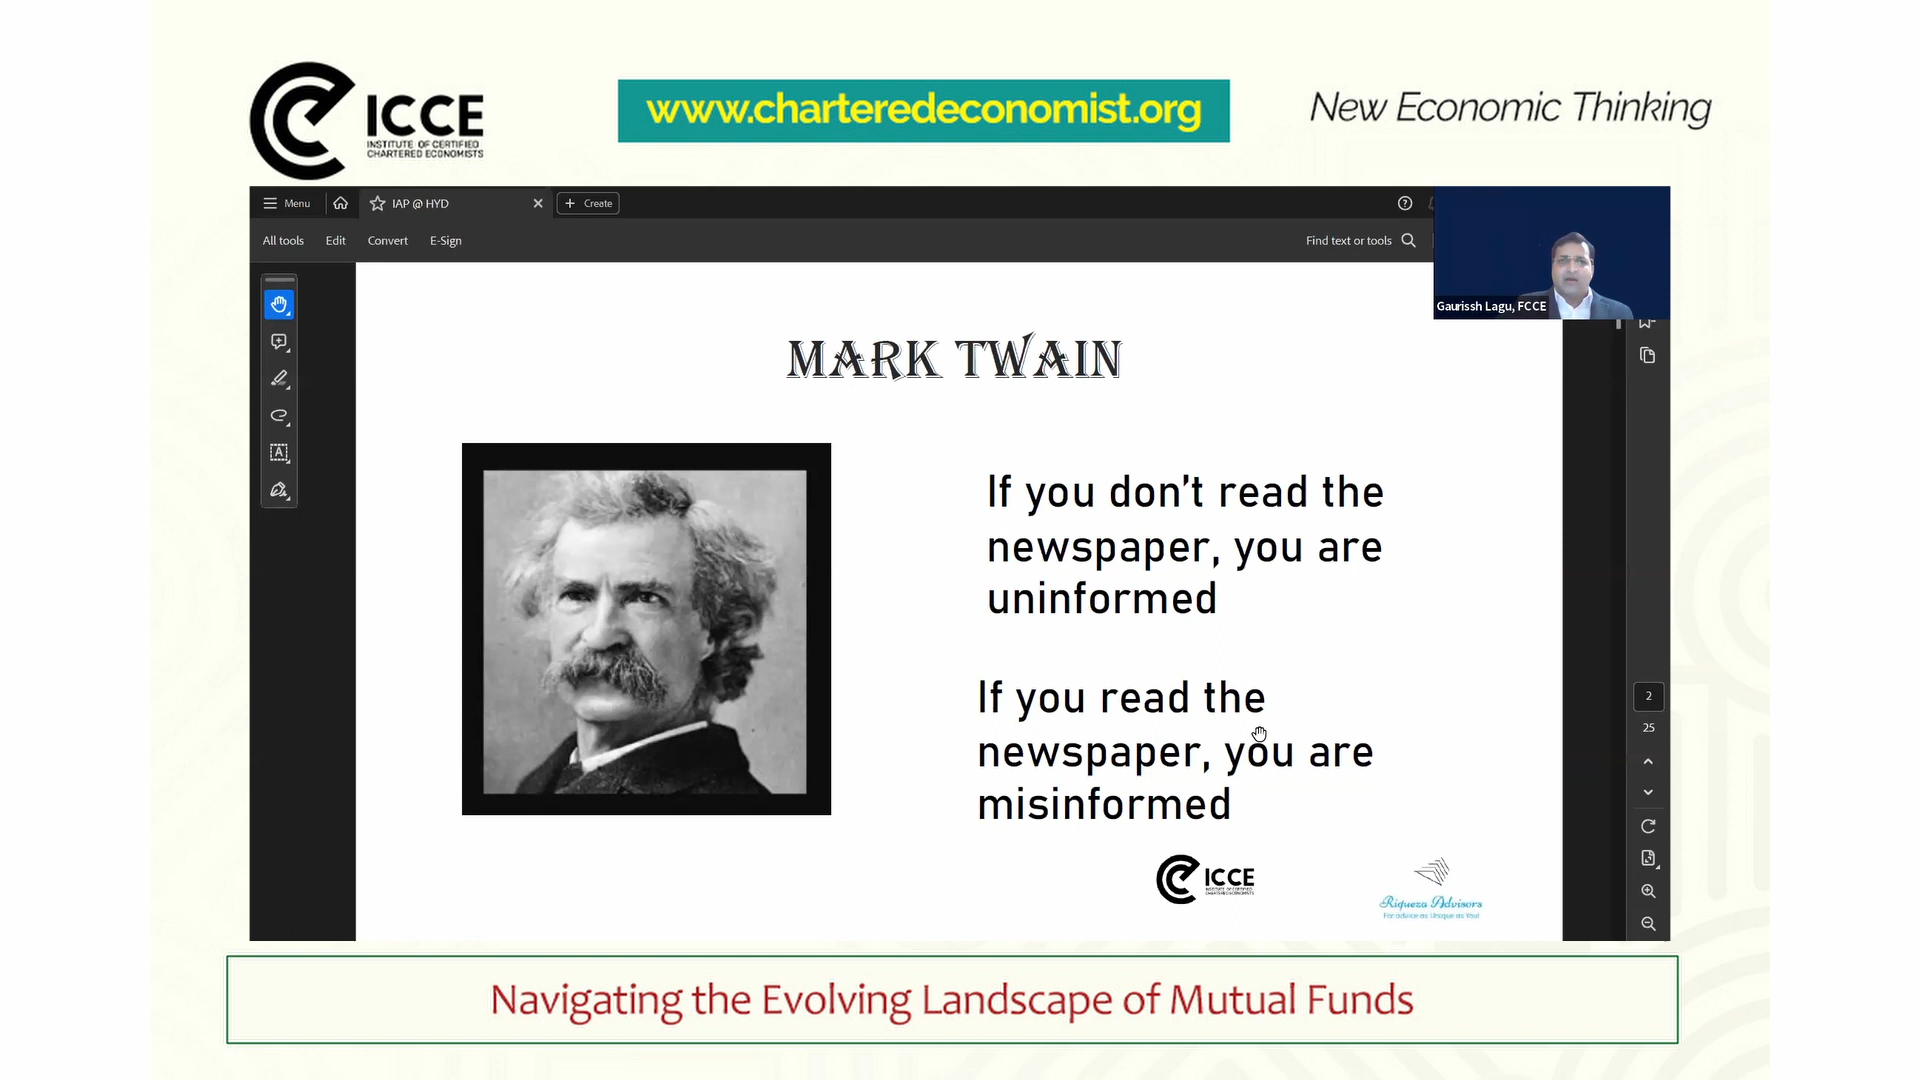 ICCE
INSTITUTE OF CERTIFIED
CHARTERED ECONOMISTS
www.charteredeconomist.org
New Economic Thinking
Menu
IAP @ HYD
Create
All tools
Edit
Convert
E-Sign
Find text or tools
Gaurissh Lagu, FCCE
MARK TWAIN
If you don't read the
newspaper, you are
uninformed
If you read the
newspaper, you are
misinformed
2
25
ICCE
INSTITUTE OF CERTIFIED
CHARTERED ECONOMISTS
Riqueza Advisors
For advice as Unique as You!
Navigating the Evolving Landscape of Mutual Funds